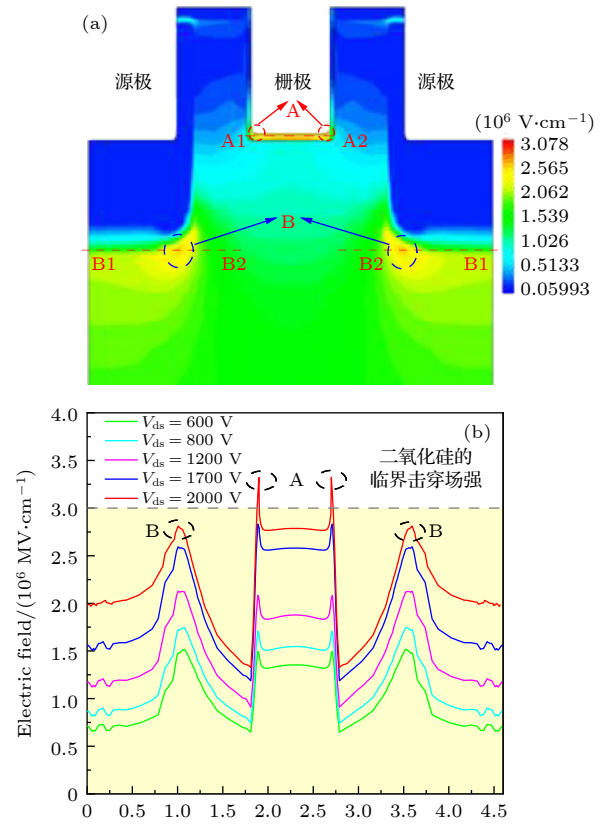 (a)
源极
栅极
源极
A
A1
A2
(10⁶ V·cm⁻¹)
3.078
2.565
2.062
1.539
1.026
0.5133
0.05993
B
B1
B2
B2
B1
(b)
V_ds = 600 V
V_ds = 800 V
V_ds = 1200 V
V_ds = 1700 V
V_ds = 2000 V
二氧化硅的
临界击穿场强
A
B
B
Electric field/(10⁶ MV·cm⁻¹)
4.0
3.5
3.0
2.5
2.0
1.5
1.0
0.5
0
0 0.5 1.0 1.5 2.0 2.5 3.0 3.5 4.0 4.5